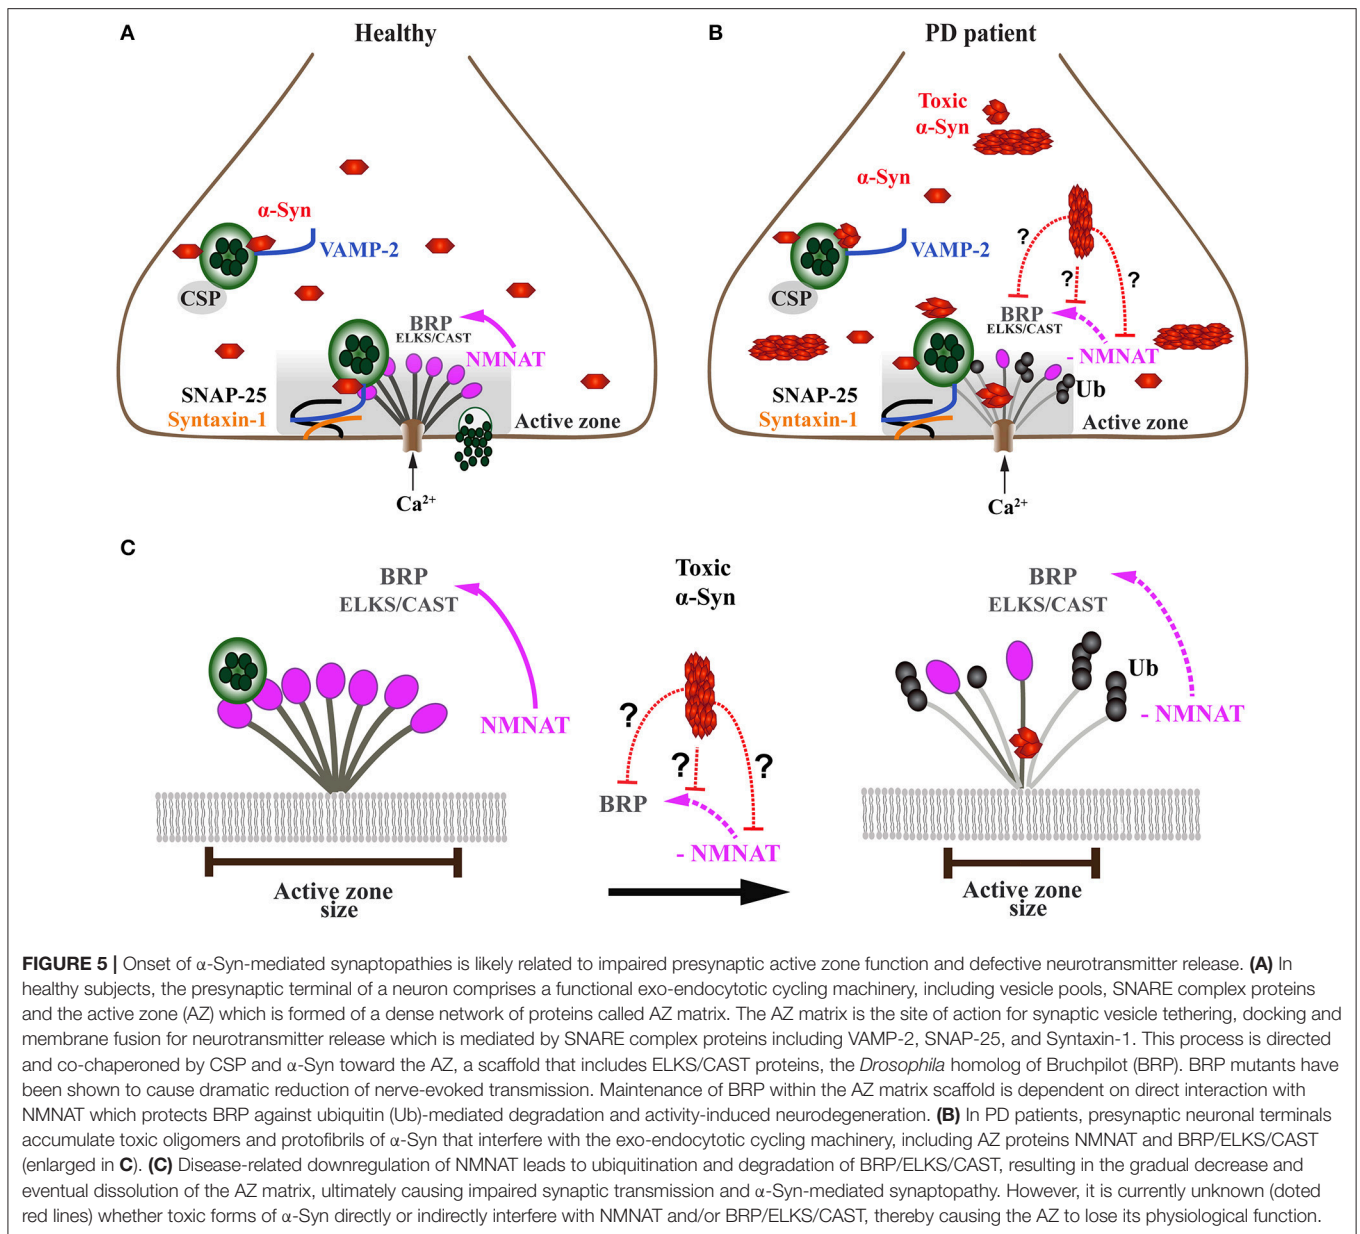 A
Healthy
α-Syn
VAMP-2
CSP
BRP
ELKS/CAST
NMNAT
SNAP-25
Syntaxin-1
Active zone
Ca²⁺
B
PD patient
Toxic
α-Syn
α-Syn
VAMP-2
CSP
?
?
?
BRP
ELKS/CAST
- NMNAT
SNAP-25
Ub
Syntaxin-1
Active zone
Ca²⁺
C
BRP
ELKS/CAST
NMNAT
Active zone
size
Toxic
α-Syn
?
?
?
BRP
- NMNAT
BRP
ELKS/CAST
Ub
- NMNAT
Active zone
size
FIGURE 5 | Onset of α-Syn-mediated synaptopathies is likely related to impaired presynaptic active zone function and defective neurotransmitter release. (A) In
healthy subjects, the presynaptic terminal of a neuron comprises a functional exo-endocytotic cycling machinery, including vesicle pools, SNARE complex proteins
and the active zone (AZ) which is formed of a dense network of proteins called AZ matrix. The AZ matrix is the site of action for synaptic vesicle tethering, docking and
membrane fusion for neurotransmitter release which is mediated by SNARE complex proteins including VAMP-2, SNAP-25, and Syntaxin-1. This process is directed
and co-chaperoned by CSP and α-Syn toward the AZ, a scaffold that includes ELKS/CAST proteins, the Drosophila homolog of Bruchpilot (BRP). BRP mutants have
been shown to cause dramatic reduction of nerve-evoked transmission. Maintenance of BRP within the AZ matrix scaffold is dependent on direct interaction with
NMNAT which protects BRP against ubiquitin (Ub)-mediated degradation and activity-induced neurodegeneration. (B) In PD patients, presynaptic neuronal terminals
accumulate toxic oligomers and protofibrils of α-Syn that interfere with the exo-endocytotic cycling machinery, including AZ proteins NMNAT and BRP/ELKS/CAST
(enlarged in C). (C) Disease-related downregulation of NMNAT leads to ubiquitination and degradation of BRP/ELKS/CAST, resulting in the gradual decrease and
eventual dissolution of the AZ matrix, ultimately causing impaired synaptic transmission and α-Syn-mediated synaptopathy. However, it is currently unknown (doted
red lines) whether toxic forms of α-Syn directly or indirectly interfere with NMNAT and/or BRP/ELKS/CAST, thereby causing the AZ to lose its physiological function.